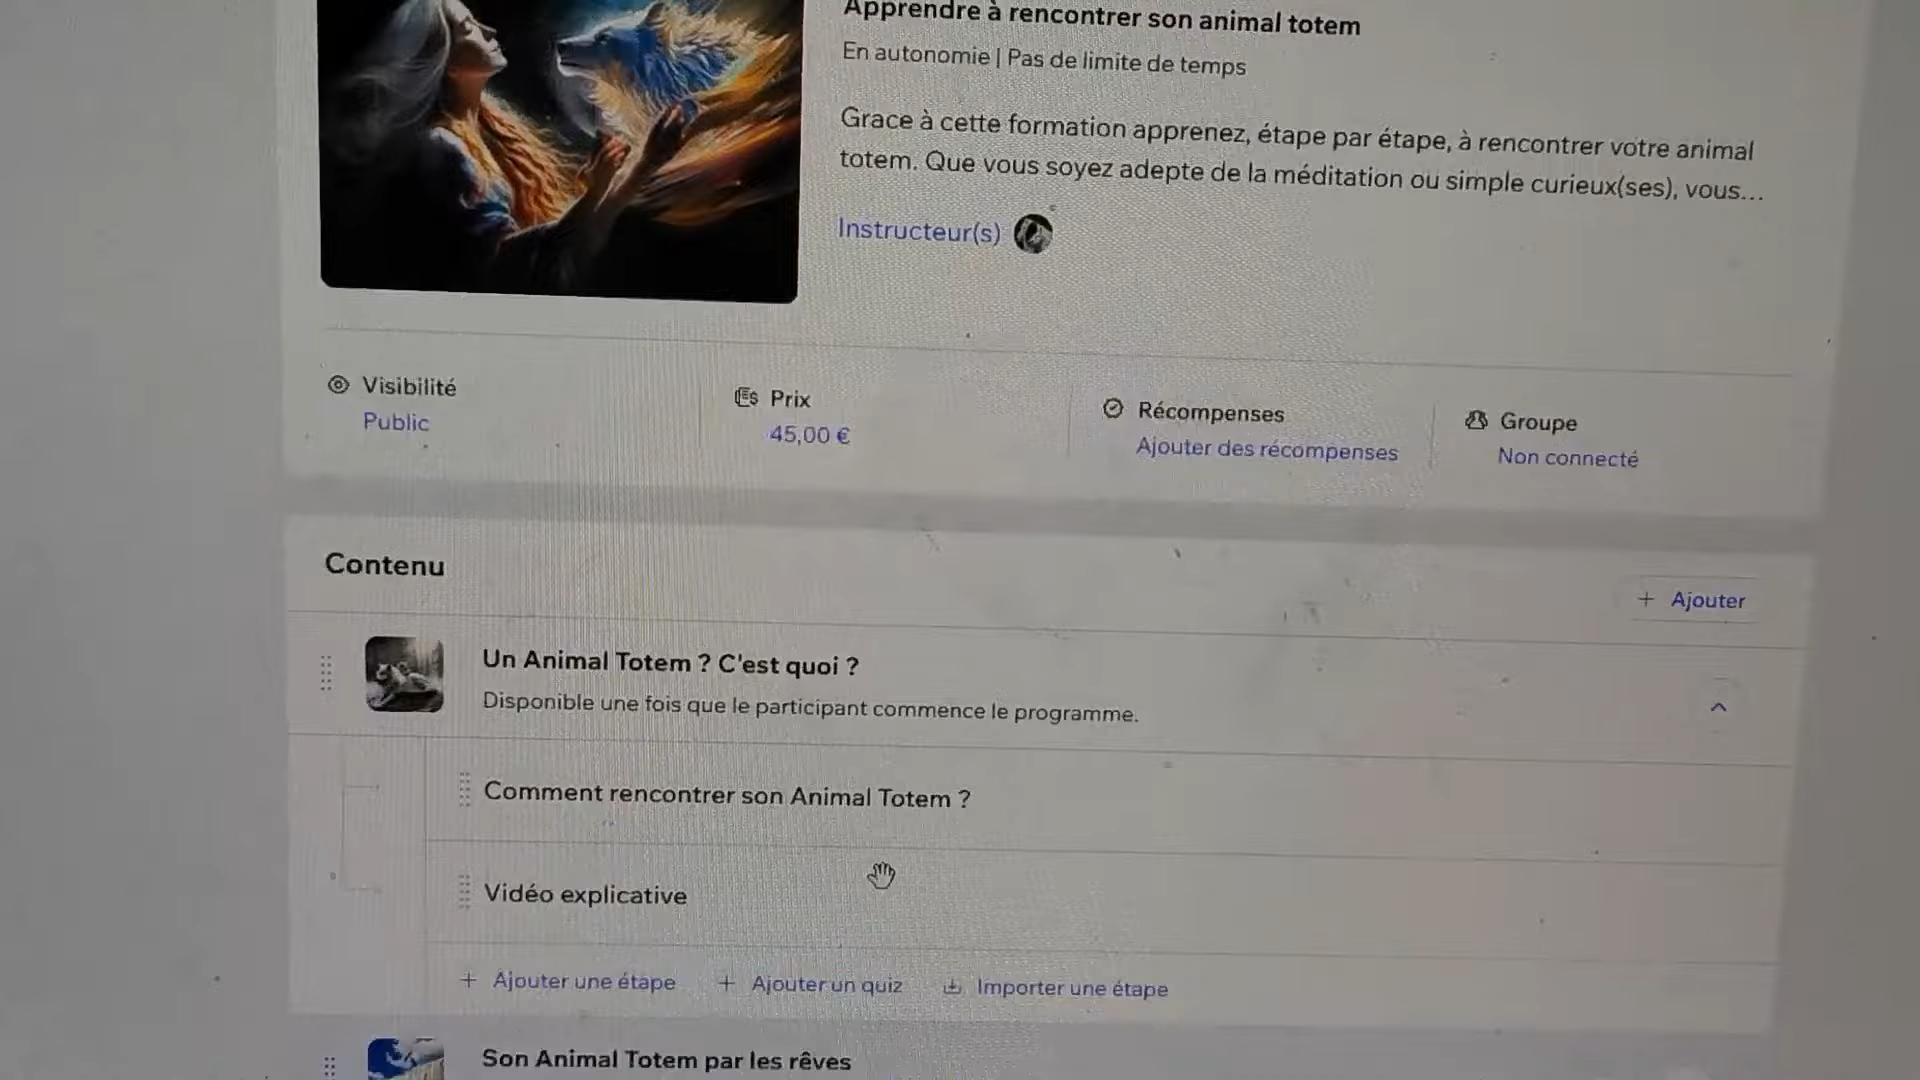 Apprendre à rencontrer son animal totem
En autonomie | Pas de limite de temps
Grace à cette formation apprenez, étape par étape, à rencontrer votre animal
totem. Que vous soyez adepte de la méditation ou simple curieux(ses), vous...
Instructeur(s)
Visibilité
Public
Prix
45,00 €
Récompenses
Ajouter des récompenses
Groupe
Non connecté
Contenu
+ Ajouter
Un Animal Totem ? C'est quoi ?
Disponible une fois que le participant commence le programme.
Comment rencontrer son Animal Totem ?
Vidéo explicative
+ Ajouter une étape
+ Ajouter un quiz
Importer une étape
Son Animal Totem par les rêves